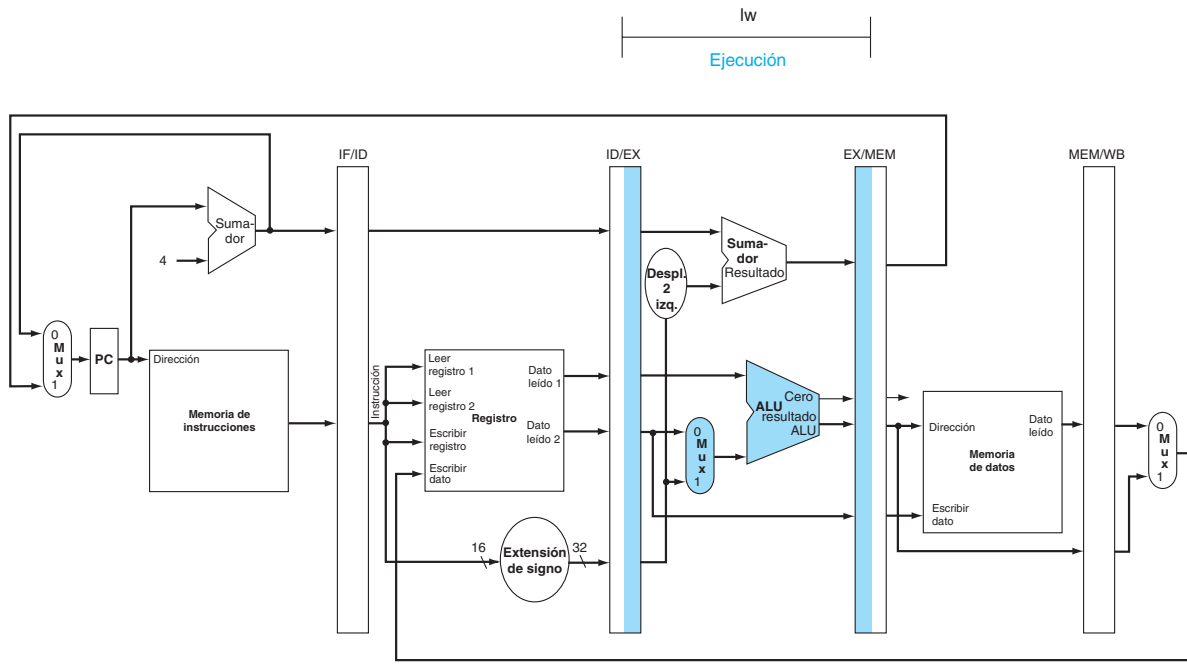 lw
Ejecución
IF/ID
ID/EX
EX/MEM
MEM/WB
Suma-
dor
4
0
M
u
x
1
PC
Dirección
Memoria de
instrucciones
Instrucción
Leer
registro 1
Leer
registro 2
Escribir
registro
Escribir
dato
Registro
Dato
leído 1
Dato
leído 2
16
Extensión
de signo
32
Despl.
2
izq.
Suma-
dor
Resultado
0
M
u
x
1
ALU
Cero
resultado
ALU
Dirección
Dato
leído
Memoria
de datos
Escribir
dato
0
M
u
x
1